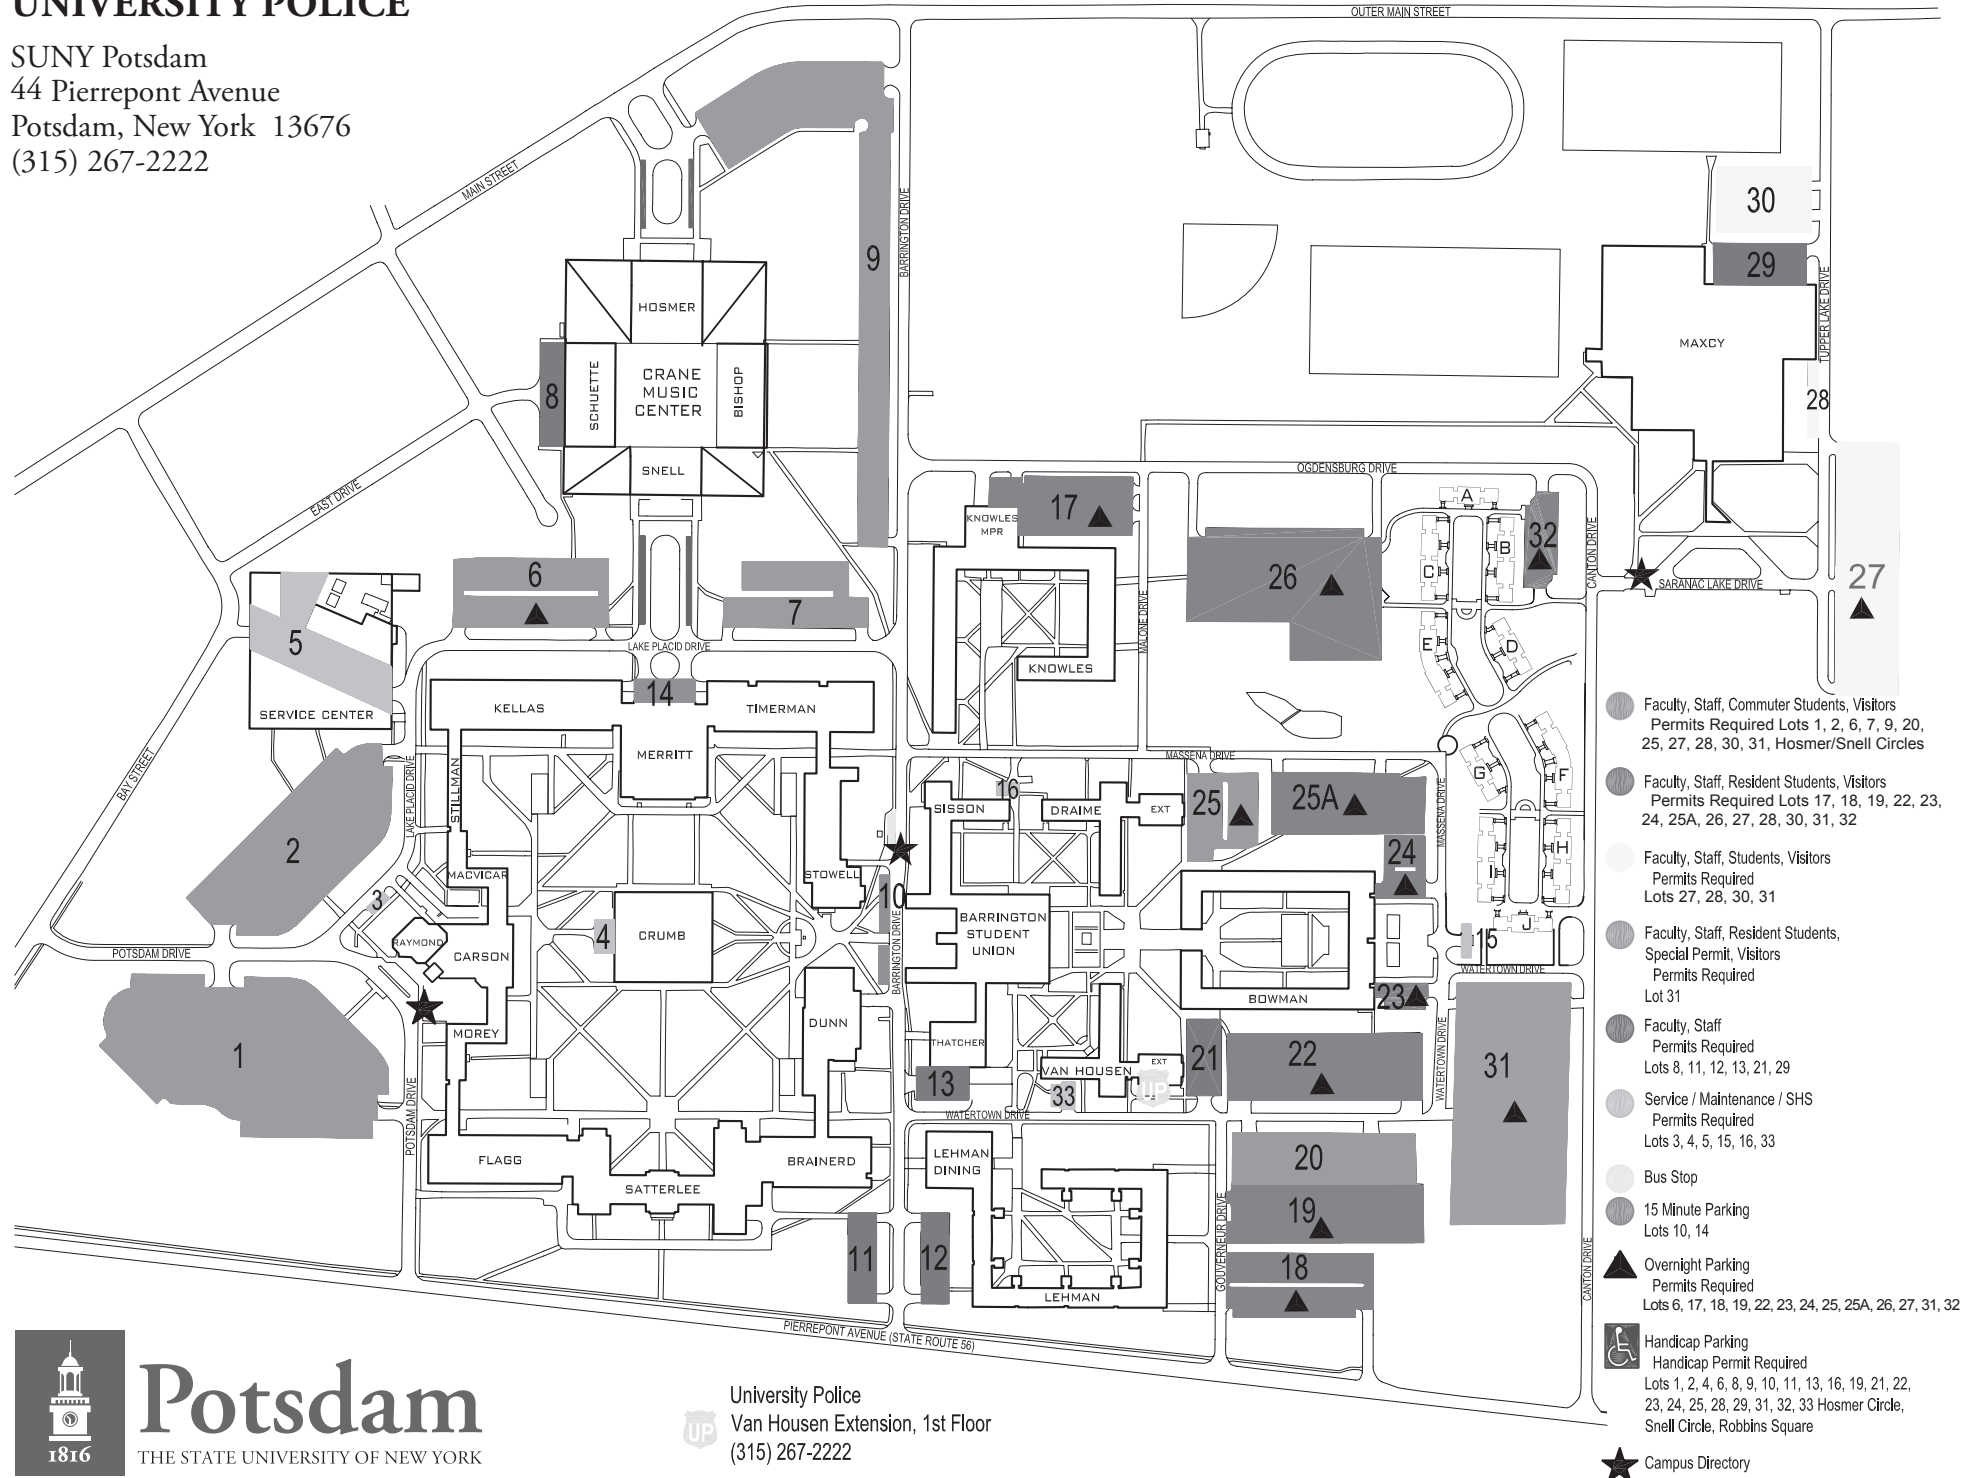 UNIVERSITY POLICE
SUNY Potsdam
44 Pierrepont Avenue
Potsdam, New York 13676
(315) 267-2222
OUTER MAIN STREET
MAIN STREET
BARRINGTON DRIVE
30
29
9
TUPPER LAKE DRIVE
HOSMER
SCHUETTE
CRANE
MUSIC
CENTER
BISHOP
SNELL
8
MAXCY
28
EAST DRIVE
OGDENSBURG DRIVE
17
KNOWLES
MPR
A
B
C
32
CANTON DRIVE
SARANAC LAKE DRIVE
27
6
7
26
MALONE DRIVE
5
LAKE PLACID DRIVE
KNOWLES
E
D
SERVICE CENTER
KELLAS
14
TIMERMAN
MERRITT
MASSENA DRIVE
BAY STREET
LAKE PLACID DRIVE
STILLMAN
16
SISSON
DRAIME
EXT
25
25A
MASSENA DRIVE
G
F
H
I
J
2
24
MACVICAR
STOWELL
3
10
RAYMOND
CARSON
4
CRUMB
BARRINGTON
STUDENT
UNION
BARRINGTON DRIVE
15
POTSDAM DRIVE
WATERTOWN DRIVE
BOWMAN
23
MOREY
DUNN
THATCHER
VAN HOUSEN
EXT
UP
21
22
WATERTOWN DRIVE
31
1
13
33
WATERTOWN DRIVE
POTSDAM DRIVE
FLAGG
BRAINERD
SATTERLEE
LEHMAN
DINING
20
19
GOUVERNEUR DRIVE
11
12
18
LEHMAN
CANTON DRIVE
PIERREPONT AVENUE (STATE ROUTE 56)
Faculty, Staff, Commuter Students, Visitors
Permits Required Lots 1, 2, 6, 7, 9, 20,
25, 27, 28, 30, 31, Hosmer/Snell Circles
Faculty, Staff, Resident Students, Visitors
Permits Required Lots 17, 18, 19, 22, 23,
24, 25A, 26, 27, 28, 30, 31, 32
Faculty, Staff, Students, Visitors
Permits Required
Lots 27, 28, 30, 31
Faculty, Staff, Resident Students,
Special Permit, Visitors
Permits Required
Lot 31
Faculty, Staff
Permits Required
Lots 8, 11, 12, 13, 21, 29
Service / Maintenance / SHS
Permits Required
Lots 3, 4, 5, 15, 16, 33
Bus Stop
15 Minute Parking
Lots 10, 14
Overnight Parking
Permits Required
Lots 6, 17, 18, 19, 22, 23, 24, 25, 25A, 26, 27, 31, 32
Handicap Parking
Handicap Permit Required
Lots 1, 2, 4, 6, 8, 9, 10, 11, 13, 16, 19, 21, 22,
23, 24, 25, 28, 29, 31, 32, 33 Hosmer Circle,
Snell Circle, Robbins Square
Campus Directory
1816
Potsdam
THE STATE UNIVERSITY OF NEW YORK
UP
University Police
Van Housen Extension, 1st Floor
(315) 267-2222